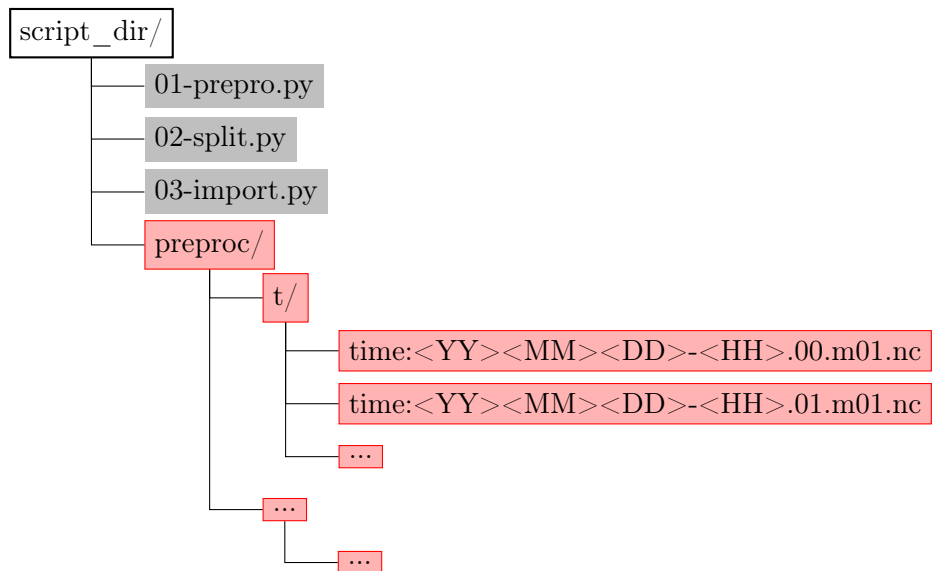 script_dir/
01-prepro.py
02-split.py
03-import.py
preproc/
t/
time:<YY><MM><DD>-<HH>.00.m01.nc
time:<YY><MM><DD>-<HH>.01.m01.nc
...
...
...